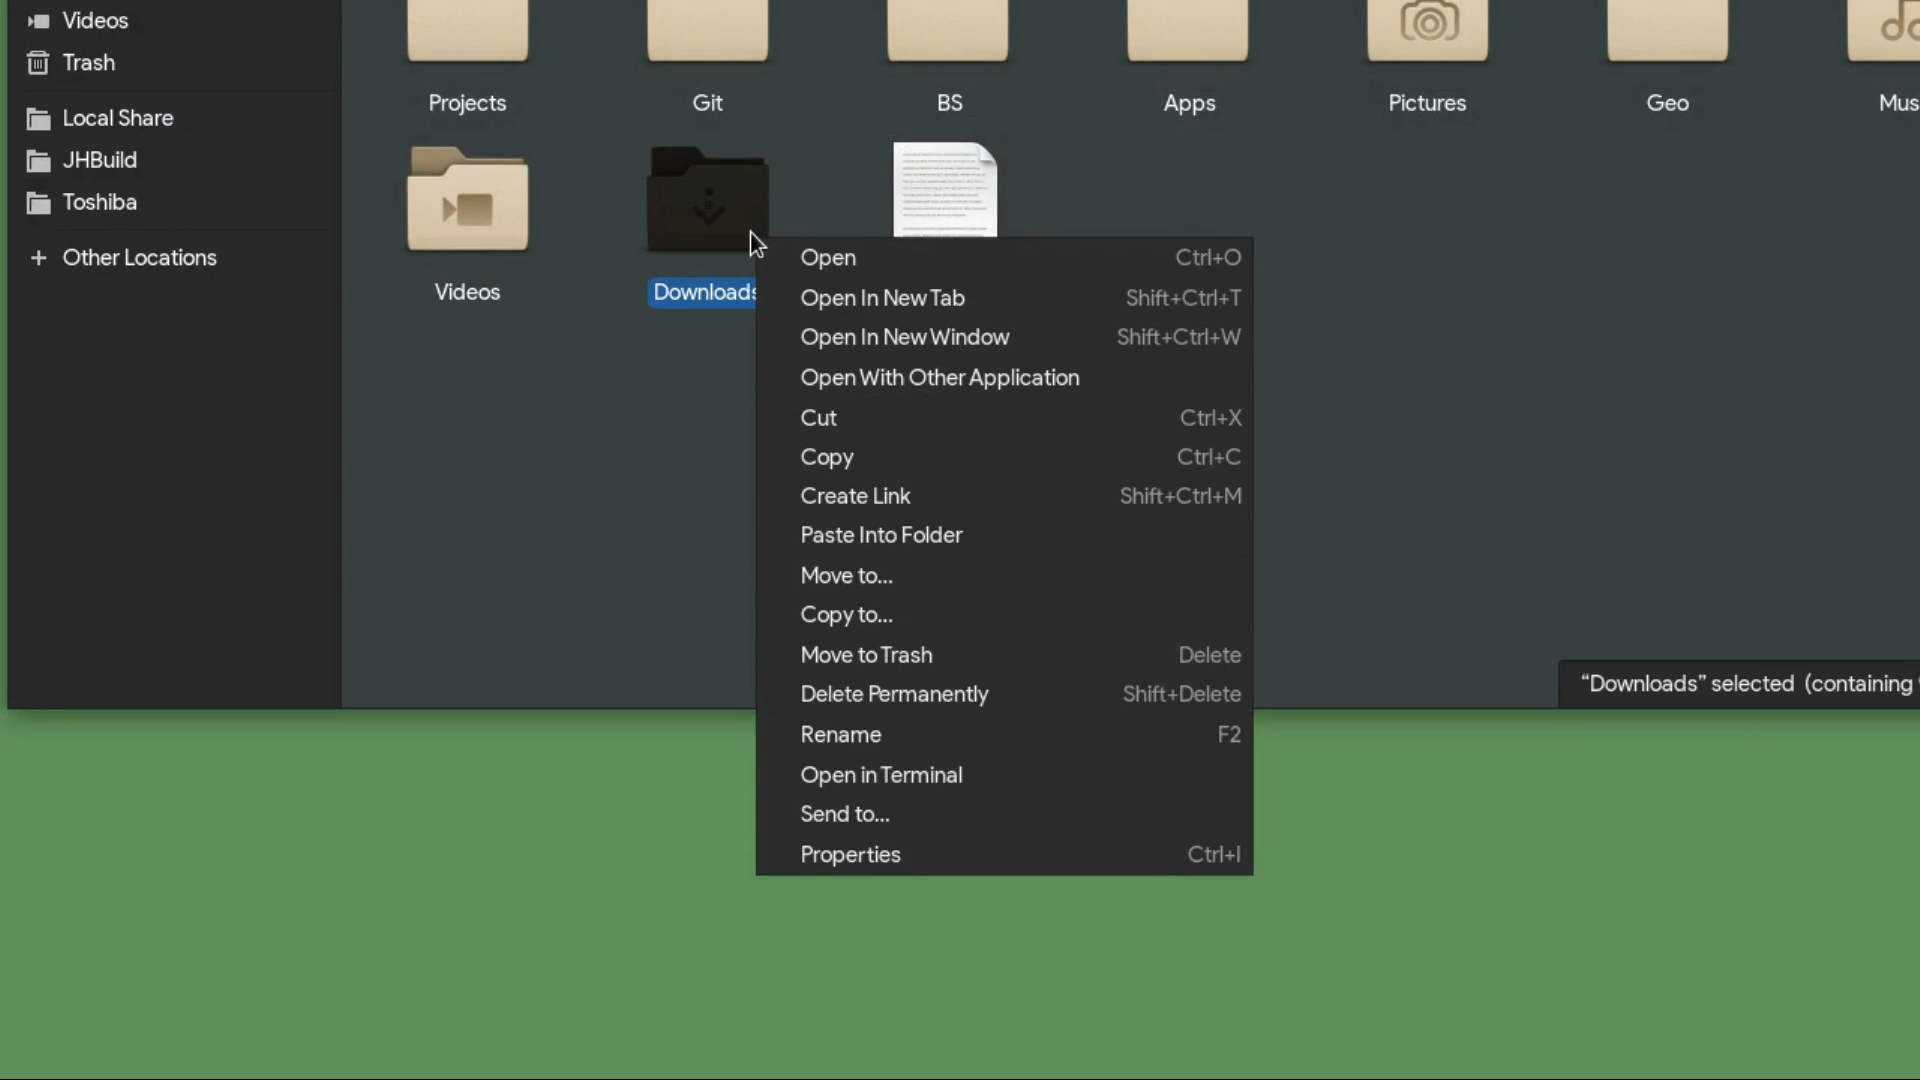 Videos
Trash
Local Share
JHBuild
Toshiba
+ Other Locations
Projects
Git
BS
Apps
Pictures
Geo
Mus
Videos
Downloads
Open Ctrl+O
Open In New Tab Shift+Ctrl+T
Open In New Window Shift+Ctrl+W
Open With Other Application
Cut Ctrl+X
Copy Ctrl+C
Create Link Shift+Ctrl+M
Paste Into Folder
Move to...
Copy to...
Move to Trash Delete
Delete Permanently Shift+Delete
Rename F2
Open in Terminal
Send to...
Properties Ctrl+I
“Downloads” selected (containing